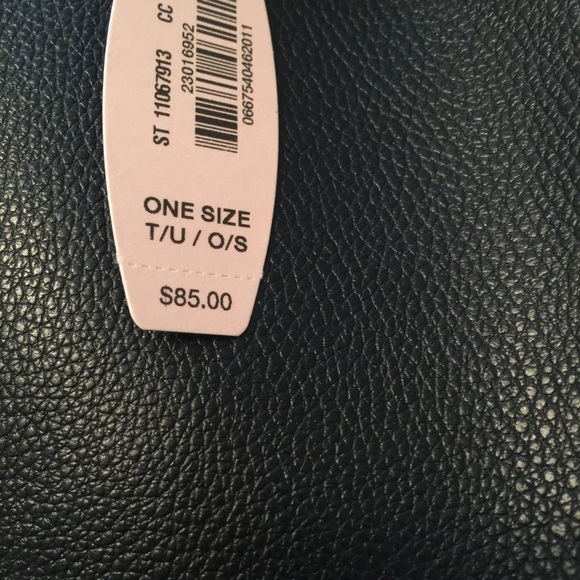 ST 11067913 CC
23016952
0667540462011
ONE SIZE
T/U / O/S
$85.00